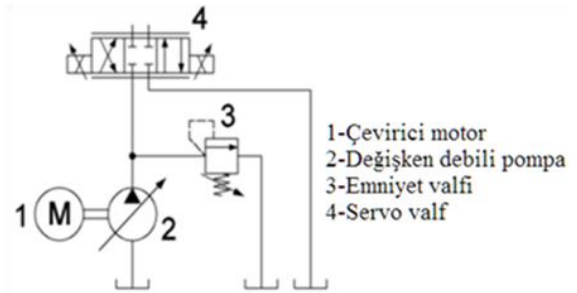 4
3
1-Çevirici motor
2-Değişken debili pompa
3-Emniyet valfi
4-Servo valf
1 M 2